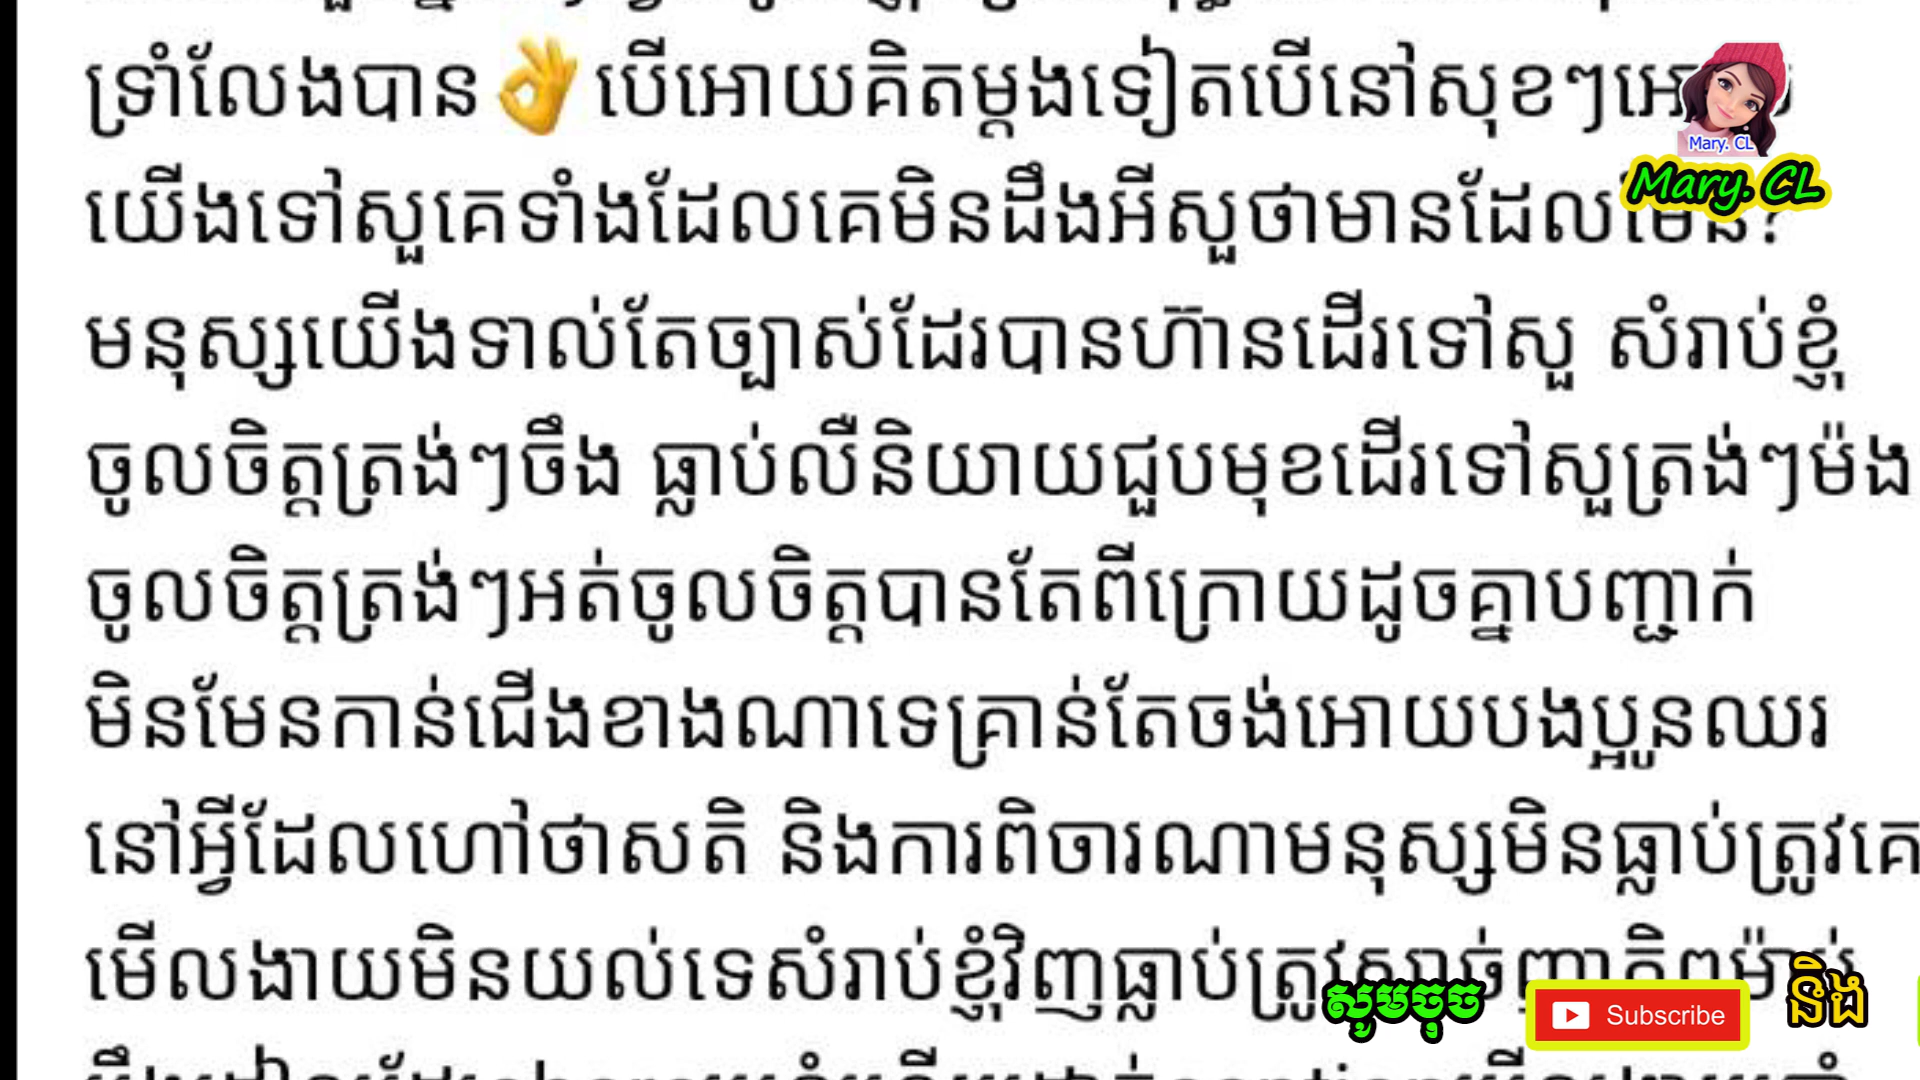 ទ្រាំលែងបាន👌បើអោយគិតម្តងទៀតបើនៅសុខៗ
Mary. CL
Mary. CL
យើងទៅសួគេទាំងដែលគេមិនដឹងអីសួថាមានដែលមែន?
មនុស្សយើងទាល់តែច្បាស់ដែរបានហ៊ានដើរទៅសួ សំរាប់ខ្ញុំ
ចូលចិត្តត្រង់ៗចឹង ធ្លាប់លឺនិយាយជួបមុខដើរទៅសួត្រង់ៗម៉ង
ចូលចិត្តត្រង់ៗអត់ចូលចិត្តបានតែពីក្រោយដូចគ្នាបញ្ជាក់
មិនមែនកាន់ជើងខាងណាទេគ្រាន់តែចង់អោយបងប្អូនឈរ
នៅអ្វីដែលហៅថាសតិ និងការពិចារណាមនុស្សមិនធ្លាប់ត្រូវគេ
មើលងាយមិនយល់ទេសំរាប់ខ្ញុំវិញធ្លាប់ត្រូវ
សូមចុច Subscribe និង